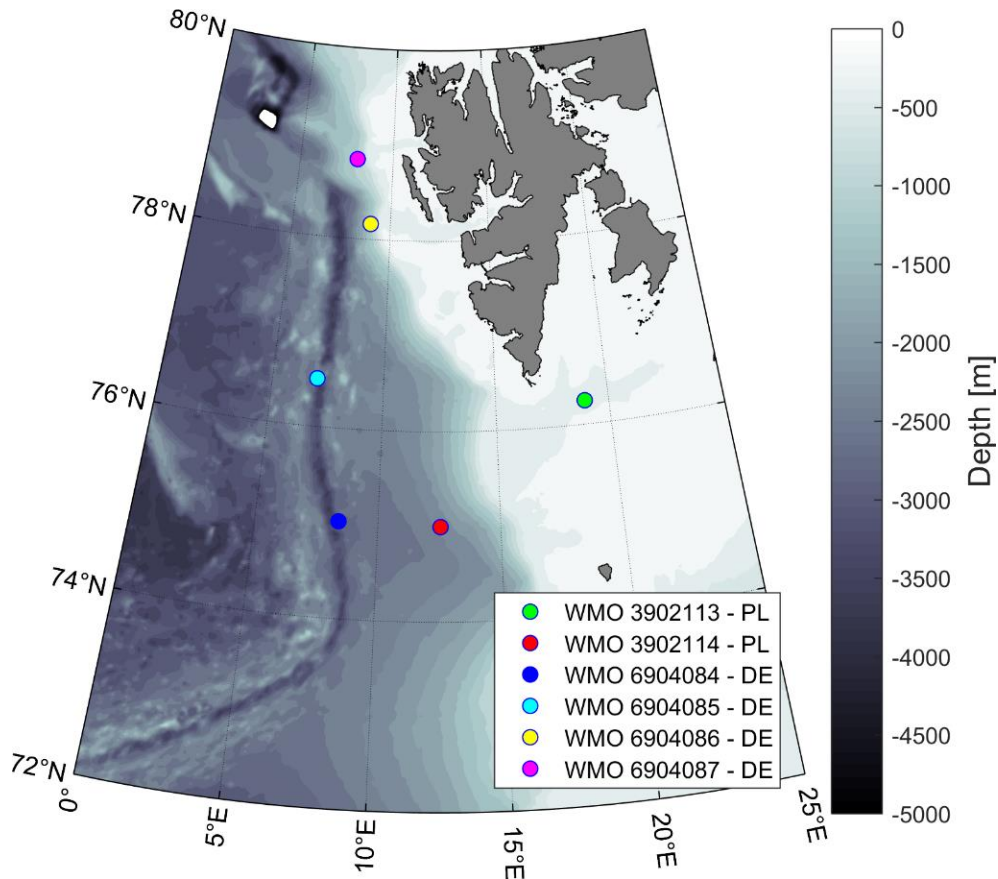 80°N
78°N
76°N
74°N
72°N
0°
5°E
10°E
15°E
20°E
25°E
WMO 3902113 - PL
WMO 3902114 - PL
WMO 6904084 - DE
WMO 6904085 - DE
WMO 6904086 - DE
WMO 6904087 - DE
0
-500
-1000
-1500
-2000
-2500
-3000
-3500
-4000
-4500
-5000
Depth [m]